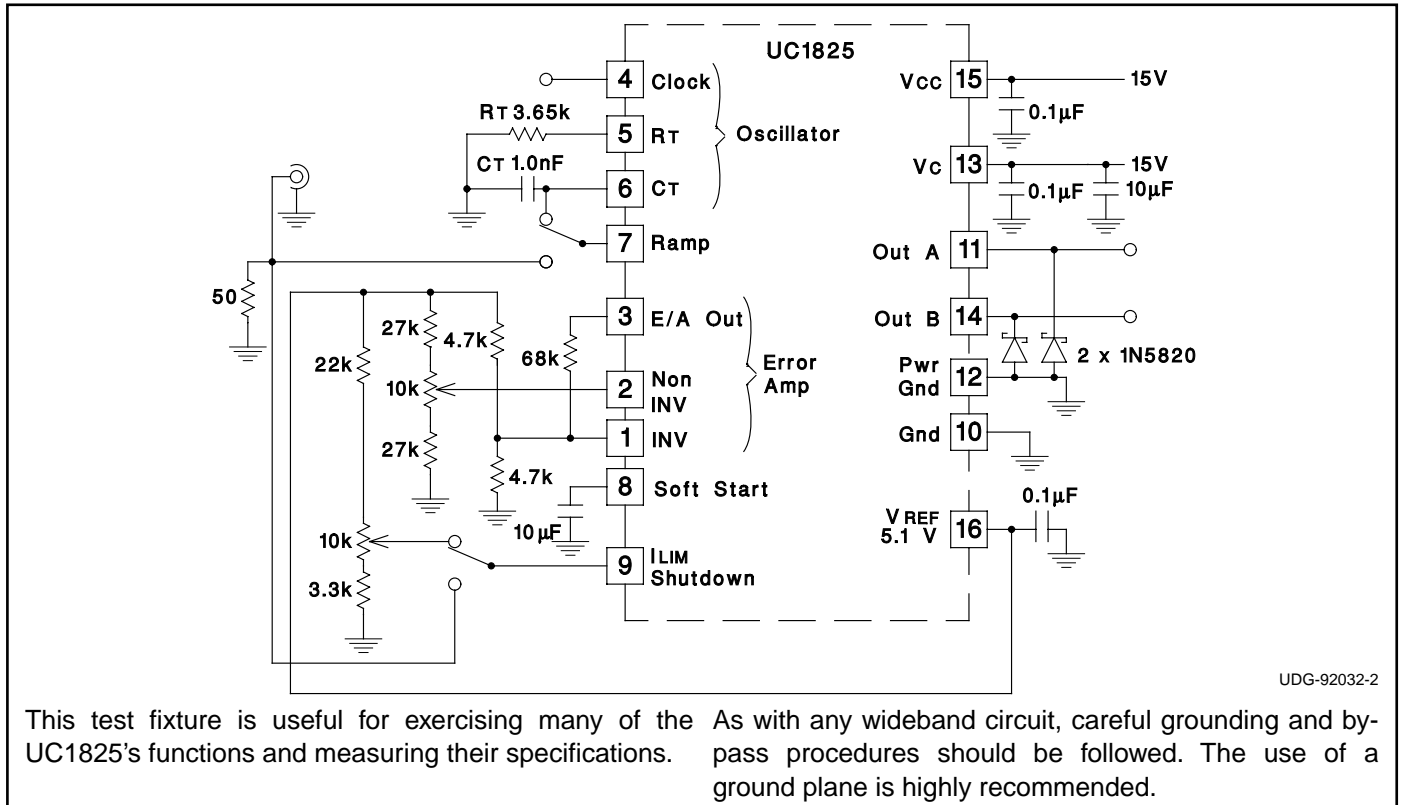 UC1825
4 Clock
RT 3.65k
5 RT
Oscillator
CT 1.0nF
6 CT
7 Ramp
50
3 E/A Out
27k
4.7k
68k
22k
Error
Amp
2 Non
INV
10k
1 INV
27k
4.7k
8 Soft Start
10µF
10k
9 ILIM
Shutdown
3.3k
VCC 15
15V
0.1µF
VC 13
15V
0.1µF
10µF
Out A 11
Out B 14
2 x 1N5820
Pwr
Gnd 12
Gnd 10
0.1µF
VREF
5.1 V 16
UDG-92032-2
This test fixture is useful for exercising many of the
UC1825's functions and measuring their specifications.
As with any wideband circuit, careful grounding and by-
pass procedures should be followed. The use of a
ground plane is highly recommended.